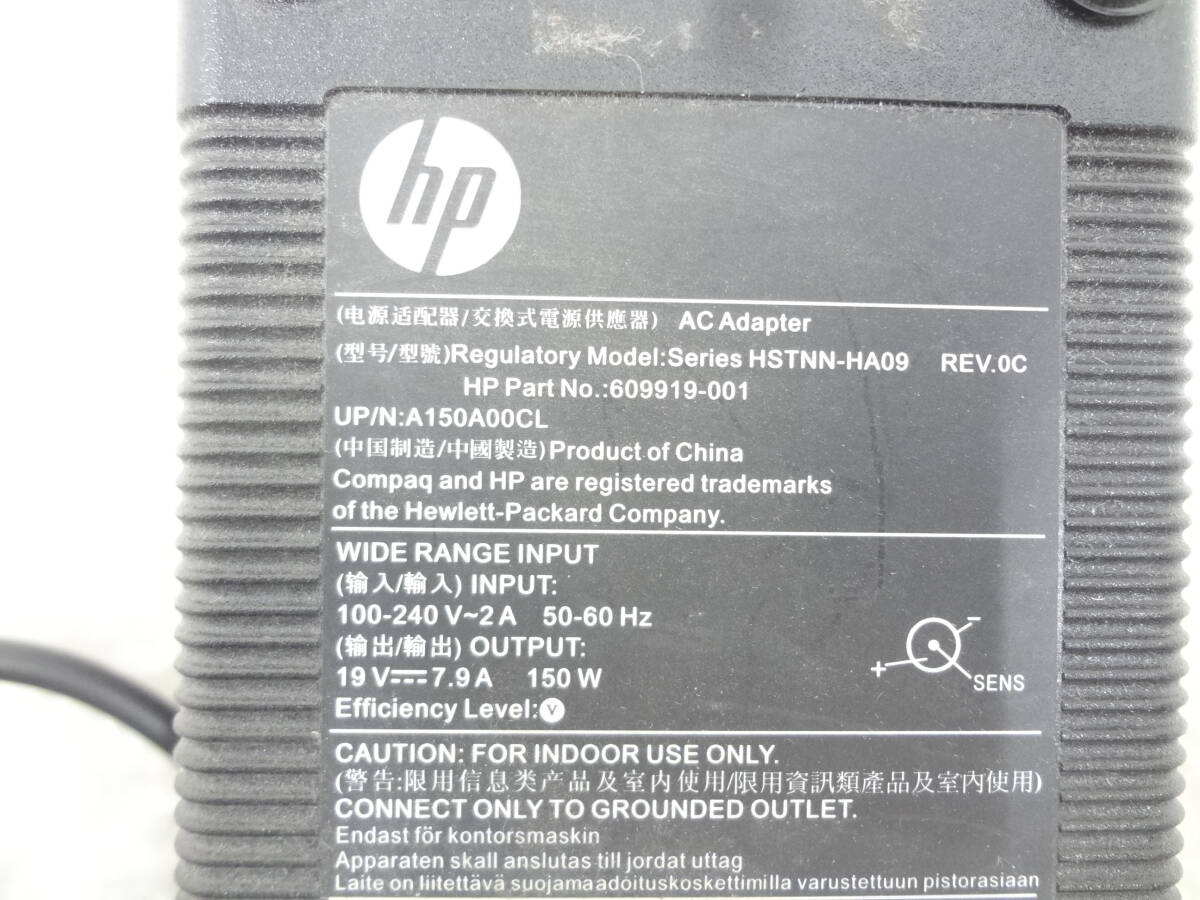 hp
(电源适配器/交換式電源供應器) AC Adapter
(型号/型號)Regulatory Model:Series HSTNN-HA09 REV.0C
HP Part No.:609919-001
UP/N:A150A00CL
(中国制造/中國製造)Product of China
Compaq and HP are registered trademarks
of the Hewlett-Packard Company.
WIDE RANGE INPUT
(输入/輸入) INPUT:
100-240 V~2 A 50-60 Hz
(输出/輸出) OUTPUT:
19 V⎓7.9 A 150 W
Efficiency Level:V
- + SENS
CAUTION: FOR INDOOR USE ONLY.
(警告:限用信息类产品及室内使用/限用資訊類產品及室內使用)
CONNECT ONLY TO GROUNDED OUTLET.
Endast för kontorsmaskin
Apparaten skall anslutas till jordat uttag
Laite on liitettävä suojamaadoituskoskettimilla varustettuun pistorasiaan